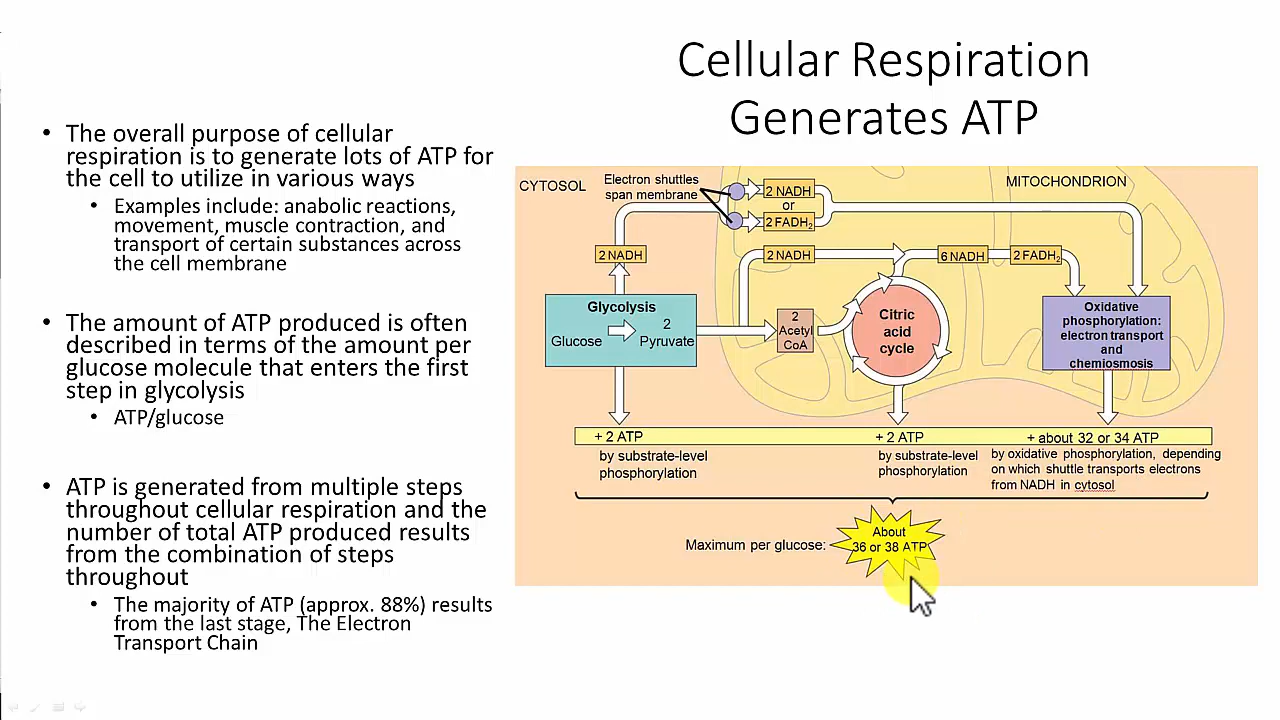 Cellular Respiration
Generates ATP
• The overall purpose of cellular
respiration is to generate lots of ATP for
the cell to utilize in various ways
• Examples include: anabolic reactions,
movement, muscle contraction, and
transport of certain substances across
the cell membrane
• The amount of ATP produced is often
described in terms of the amount per
glucose molecule that enters the first
step in glycolysis
• ATP/glucose
• ATP is generated from multiple steps
throughout cellular respiration and the
number of total ATP produced results
from the combination of steps
throughout
• The majority of ATP (approx. 88%) results
from the last stage, The Electron
Transport Chain
CYTOSOL
Electron shuttles
span membrane
2 NADH
or
2 FADH₂
MITOCHONDRION
2 NADH
2 NADH
6 NADH
2 FADH₂
Glycolysis
Glucose
2
Pyruvate
2
Acetyl
CoA
Citric
acid
cycle
Oxidative
phosphorylation:
electron transport
and
chemiosmosis
+ 2 ATP
+ 2 ATP
+ about 32 or 34 ATP
by substrate-level
phosphorylation
by substrate-level
phosphorylation
by oxidative phosphorylation, depending
on which shuttle transports electrons
from NADH in cytosol
Maximum per glucose:
About
36 or 38 ATP